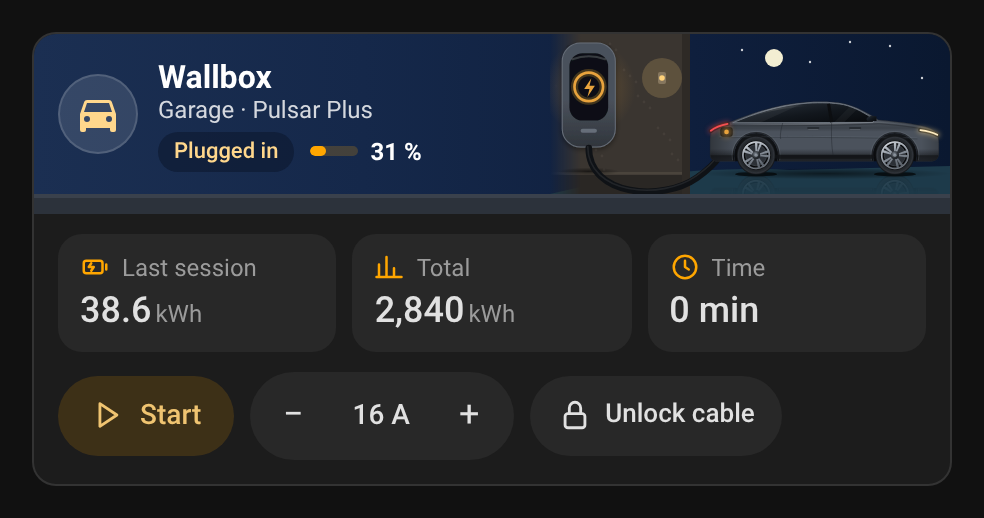 Wallbox
Garage · Pulsar Plus
Plugged in 31 %
Last session
38.6 kWh
Total
2,840 kWh
Time
0 min
Start
− 16 A +
Unlock cable